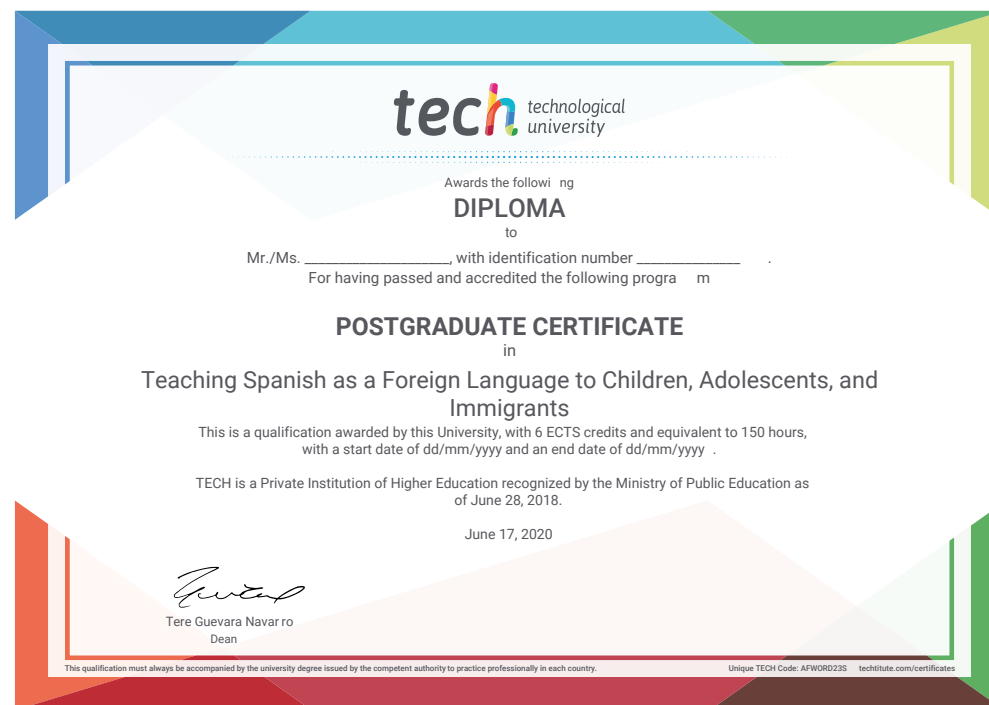 tech technological
university
Awards the followi ng
DIPLOMA
to
Mr./Ms. _____________________, with identification number _______________ .
For having passed and accredited the following progra m
POSTGRADUATE CERTIFICATE
in
Teaching Spanish as a Foreign Language to Children, Adolescents, and
Immigrants
This is a qualification awarded by this University, with 6 ECTS credits and equivalent to 150 hours,
with a start date of dd/mm/yyyy and an end date of dd/mm/yyyy .
TECH is a Private Institution of Higher Education recognized by the Ministry of Public Education as
of June 28, 2018.
June 17, 2020
Tere Guevara Navar ro
Dean
This qualification must always be accompanied by the university degree issued by the competent authority to practice professionally in each country.
Unique TECH Code: AFWORD23S techtitute.com/certificates